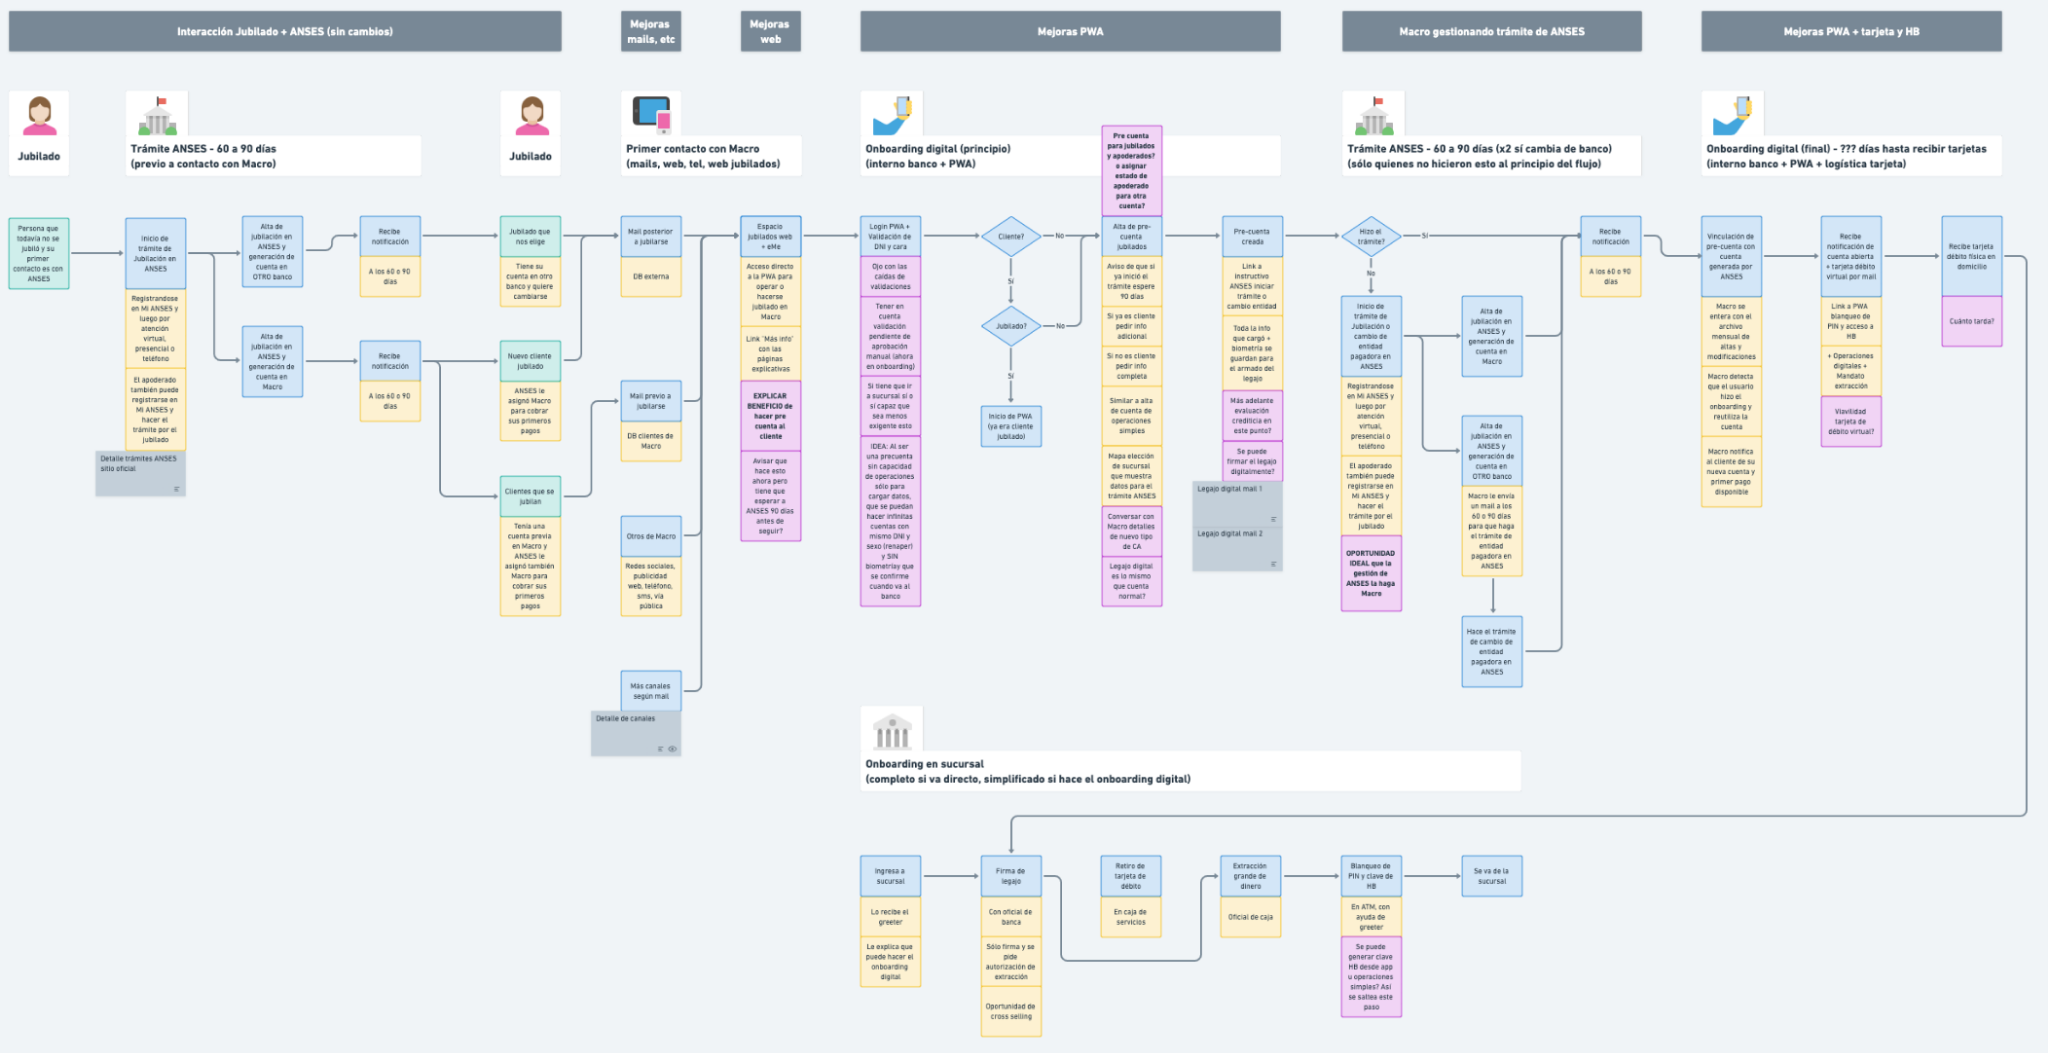 Interacción Jubilado + ANSES (sin cambios)
Mejoras
mails, etc
Mejoras
web
Mejoras PWA
Macro gestionando trámite de ANSES
Mejoras PWA + tarjeta y HB
Jubilado
Trámite ANSES - 60 a 90 días
(previo a contacto con Macro)
Jubilado
Primer contacto con Macro
(mails, web, tel, web jubilados)
Onboarding digital (principio)
(interno banco + PWA)
Pre cuenta
para jubilados
y apoderados?
o asignar
estado de
apoderado
para otra
cuenta?
Trámite ANSES - 60 a 90 días (x2 sí cambia de banco)
(sólo quienes no hicieron esto al principio del flujo)
Onboarding digital (final) - ??? días hasta recibir tarjetas
(interno banco + PWA + logística tarjeta)
Persona que
todavía no se
jubiló y su
primer
contacto es con
ANSES
Inicio de
trámite de
Jubilación en
ANSES
Registrandose
en Mi ANSES y
luego por
atención
virtual,
presencial o
teléfono
El apoderado
también puede
registrarse en
Mi ANSES y
hacer el
trámite por el
jubilado
Detalle trámites ANSES
sitio oficial
Alta de
jubilación en
ANSES y
generación de
cuenta en
OTRO banco
Alta de
jubilación en
ANSES y
generación de
cuenta en
Macro
Recibe
notificación
A los 60 o 90
días
Recibe
notificación
A los 60 o 90
días
Jubilado que
nos elige
Tiene su
cuenta en otro
banco y quiere
cambiarse
Nuevo cliente
jubilado
ANSES le
asignó Macro
para cobrar
sus primeros
pagos
Clientes que se
jubilan
Tenía una
cuenta previa
en Macro y
ANSES le
asignó también
Macro para
cobrar sus
primeros
pagos
Mail posterior
a jubilarse
DB externa
Mail previo a
jubilarse
DB clientes de
Macro
Otros de Macro
Redes sociales,
publicidad
web, teléfono,
sms, vía
pública
Más canales
según mail
Detalle de canales
Espacio
jubilados web
+ eMe
Acceso directo
a la PWA para
operar o
hacerse
jubilado en
Macro
Link "Más info"
con las
páginas
explicativas
EXPLICAR
BENEFICIO de
hacer pre
cuenta al
cliente
Avisar que
hace esto
ahora pero
tiene que
esperar a
ANSES 90 días
antes de
seguir?
Login PWA +
Validación de
DNI y cara
Ojo con las
caídas de
validaciones
Tener en
cuenta
validación
pendiente de
aprobación
manual (ahora
en onboarding)
Si tiene que ir
a sucursal sí o
sí capaz que
sea menos
exigente esto
IDEA: Al ser
una precuenta
sin capacidad
de operaciones
sólo para
cargar datos,
que se puedan
hacer infinitas
cuentas con
mismo DNI y
sexo (renaper)
y SIN
biometríay que
se confirme
cuando va al
banco
Cliente?
No
Sí
Jubilado?
No
Sí
Inicio de PWA
(ya era cliente
jubilado)
Alta de pre-
cuenta
jubilados
Aviso de que si
ya inició el
trámite espere
90 días
Si ya es cliente
pedir info
adicional
Si no es cliente
pedir info
completa
Similar a alta
de cuenta de
operaciones
simples
Mapa elección
de sucursal
que muestra
datos para el
trámite ANSES
Conversar con
Macro detalles
de nuevo tipo
de CA
Legajo digital
es lo mismo
que cuenta
normal?
Pre-cuenta
creada
Link a
instructivo
ANSES iniciar
trámite o
cambio entidad
Toda la info
que cargó +
biometría se
guardan para
el armado del
legajo
Más adelante
evaluación
crediticia en
este punto?
Se puede
firmar el legajo
digitalmente?
Legajo digital mail 1
Legajo digital mail 2
Hizo el
trámite?
Sí
No
Inicio de
trámite de
Jubilación o
cambio de
entidad
pagadora en
ANSES
Registrandose
en Mi ANSES y
luego por
atención
virtual,
presencial o
teléfono
El apoderado
también puede
registrarse en
Mi ANSES y
hacer el
trámite por el
jubilado
OPORTUNIDAD
IDEAL que la
gestión de
ANSES la haga
Macro
Alta de
jubilación en
ANSES y
generación de
cuenta en
Macro
Alta de
jubilación en
ANSES y
generación de
cuenta en
OTRO banco
Macro le envía
un mail a los
60 o 90 días
para que haga
el trámite de
entidad
pagadora en
ANSES
Hace el trámite
de cambio de
entidad
pagadora en
ANSES
Recibe
notificación
A los 60 o 90
días
Vinculación de
pre-cuenta con
cuenta
generada por
ANSES
Macro se
entera con el
archivo
mensual de
altas y
modificaciones
Macro detecta
que el usuario
hizo el
onboarding y
reutiliza la
cuenta
Macro notifica
al cliente de su
nueva cuenta y
primer pago
disponible
Recibe
notificación de
cuenta abierta
+ tarjeta débito
virtual por mail
Link a PWA
blanqueo de
PIN y acceso a
HB
+ Operaciones
digitales +
Mandato
extracción
Viavilidad
tarjeta de
débito virtual?
Recibe tarjeta
débito física en
domicilio
Cuánto tarda?
Onboarding en sucursal
(completo si va directo, simplificado si hace el onboarding digital)
Ingresa a
sucursal
Lo recibe el
greeter
Le explica que
puede hacer el
onboarding
digital
Firma de
legajo
Con oficial de
banca
Sólo firma y se
pide
autorización de
extracción
Oportunidad de
cross selling
Retiro de
tarjeta de
débito
En caja de
servicios
Extracción
grande de
dinero
Oficial de caja
Blanqueo de
PIN y clave de
HB
En ATM, con
ayuda de
greeter
Se puede
generar clave
HB desde app
u operaciones
simples? Así
se saltea este
paso
Se va de la
sucursal